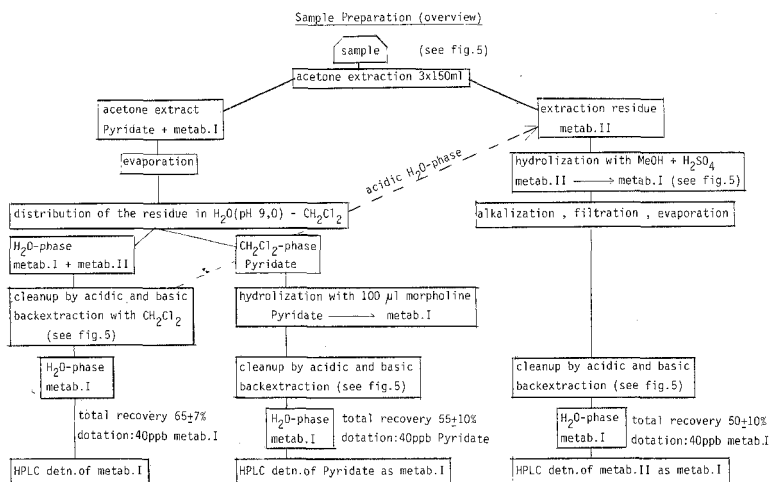 Sample Preparation (overview)
sample
(see fig.5)
acetone extraction 3x150ml
acetone extract
Pyridate + metab.I
extraction residue
metab.II
evaporation
acidic H₂O-phase
hydrolization with MeOH + H₂SO₄
metab.II ⟶ metab.I (see fig.5)
distribution of the residue in H₂O(pH 9,0) - CH₂Cl₂
alkalization , filtration , evaporation
H₂O-phase
metab.I + metab.II
CH₂Cl₂-phase
Pyridate
cleanup by acidic and basic
backextraction with CH₂Cl₂
(see fig.5)
hydrolization with 100 µl morpholine
Pyridate ⟶ metab.I
H₂O-phase
metab.I
cleanup by acidic and basic
backextraction (see fig.5)
cleanup by acidic and basic
backextraction (see fig.5)
total recovery 65±7%
dotation:40ppb metab.I
H₂O-phase
metab.I
total recovery 55±10%
dotation:40ppb Pyridate
H₂O-phase
metab.I
total recovery 50±10%
dotation:40ppb metab.I
HPLC detn.of metab.I
HPLC detn.of Pyridate as metab.I
HPLC detn.of metab.II as metab.I